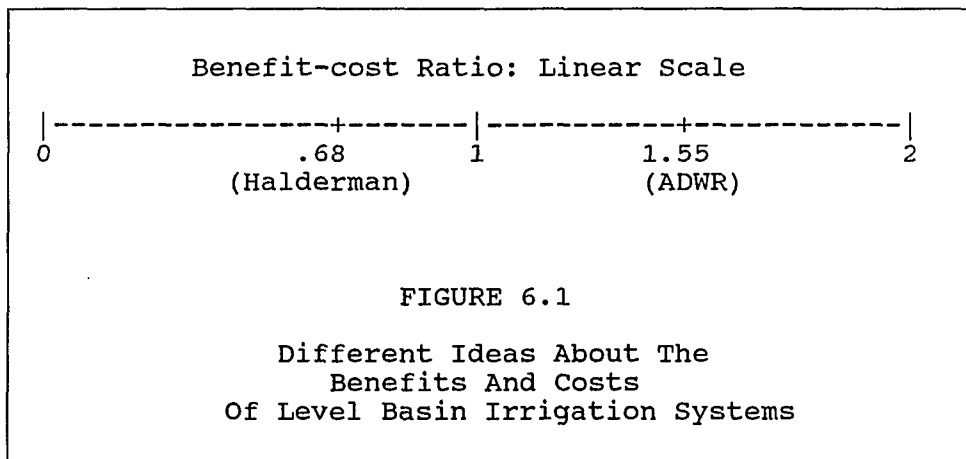 Benefit-cost Ratio: Linear Scale
|----------------+-------|-----------+------------|
0 .68 1 1.55 2
(Halderman) (ADWR)
FIGURE 6.1
Different Ideas About The
Benefits And Costs
Of Level Basin Irrigation Systems